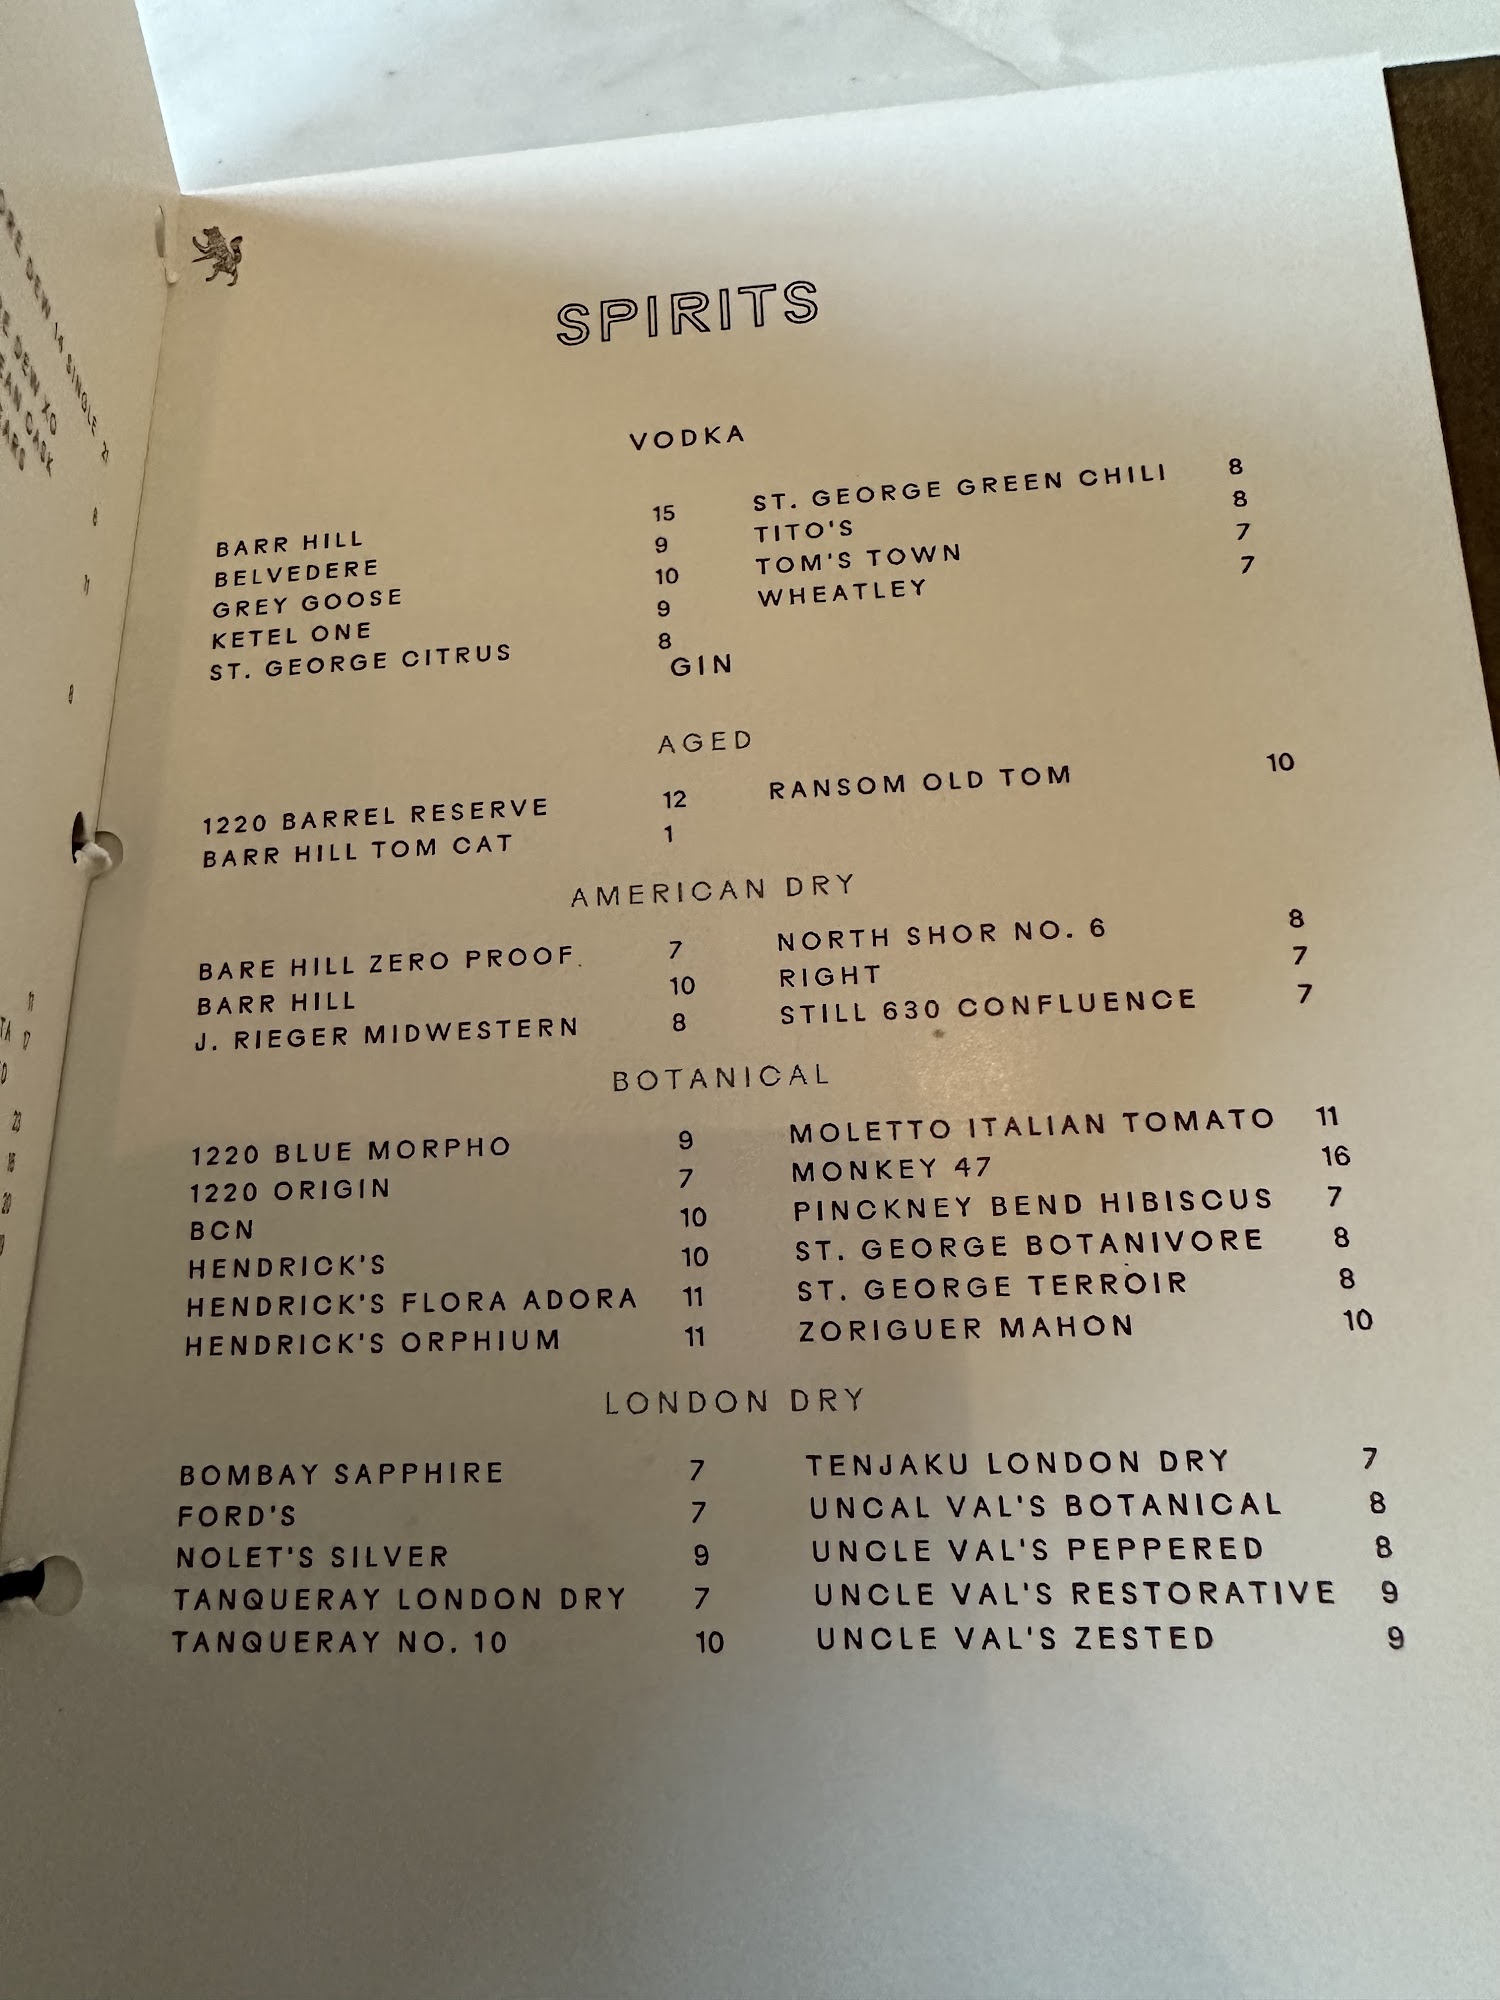 SPIRITS
VODKA
BARR HILL 15
BELVEDERE 9
GREY GOOSE 10
KETEL ONE 9
ST. GEORGE CITRUS 8
ST. GEORGE GREEN CHILI 8
TITO'S 8
TOM'S TOWN 7
WHEATLEY 7
GIN
AGED
1220 BARREL RESERVE 12
BARR HILL TOM CAT 1
RANSOM OLD TOM 10
AMERICAN DRY
BARE HILL ZERO PROOF. 7
BARR HILL 10
J. RIEGER MIDWESTERN 8
NORTH SHOR NO. 6 8
RIGHT 7
STILL 630 CONFLUENCE 7
BOTANICAL
1220 BLUE MORPHO 9
1220 ORIGIN 7
BCN 10
HENDRICK'S 10
HENDRICK'S FLORA ADORA 11
HENDRICK'S ORPHIUM 11
MOLETTO ITALIAN TOMATO 11
MONKEY 47 16
PINCKNEY BEND HIBISCUS 7
ST. GEORGE BOTANIVORE 8
ST. GEORGE TERROIR 8
ZORIGUER MAHON 10
LONDON DRY
BOMBAY SAPPHIRE 7
FORD'S 7
NOLET'S SILVER 9
TANQUERAY LONDON DRY 7
TANQUERAY NO. 10 10
TENJAKU LONDON DRY 7
UNCAL VAL'S BOTANICAL 8
UNCLE VAL'S PEPPERED 8
UNCLE VAL'S RESTORATIVE 9
UNCLE VAL'S ZESTED 9